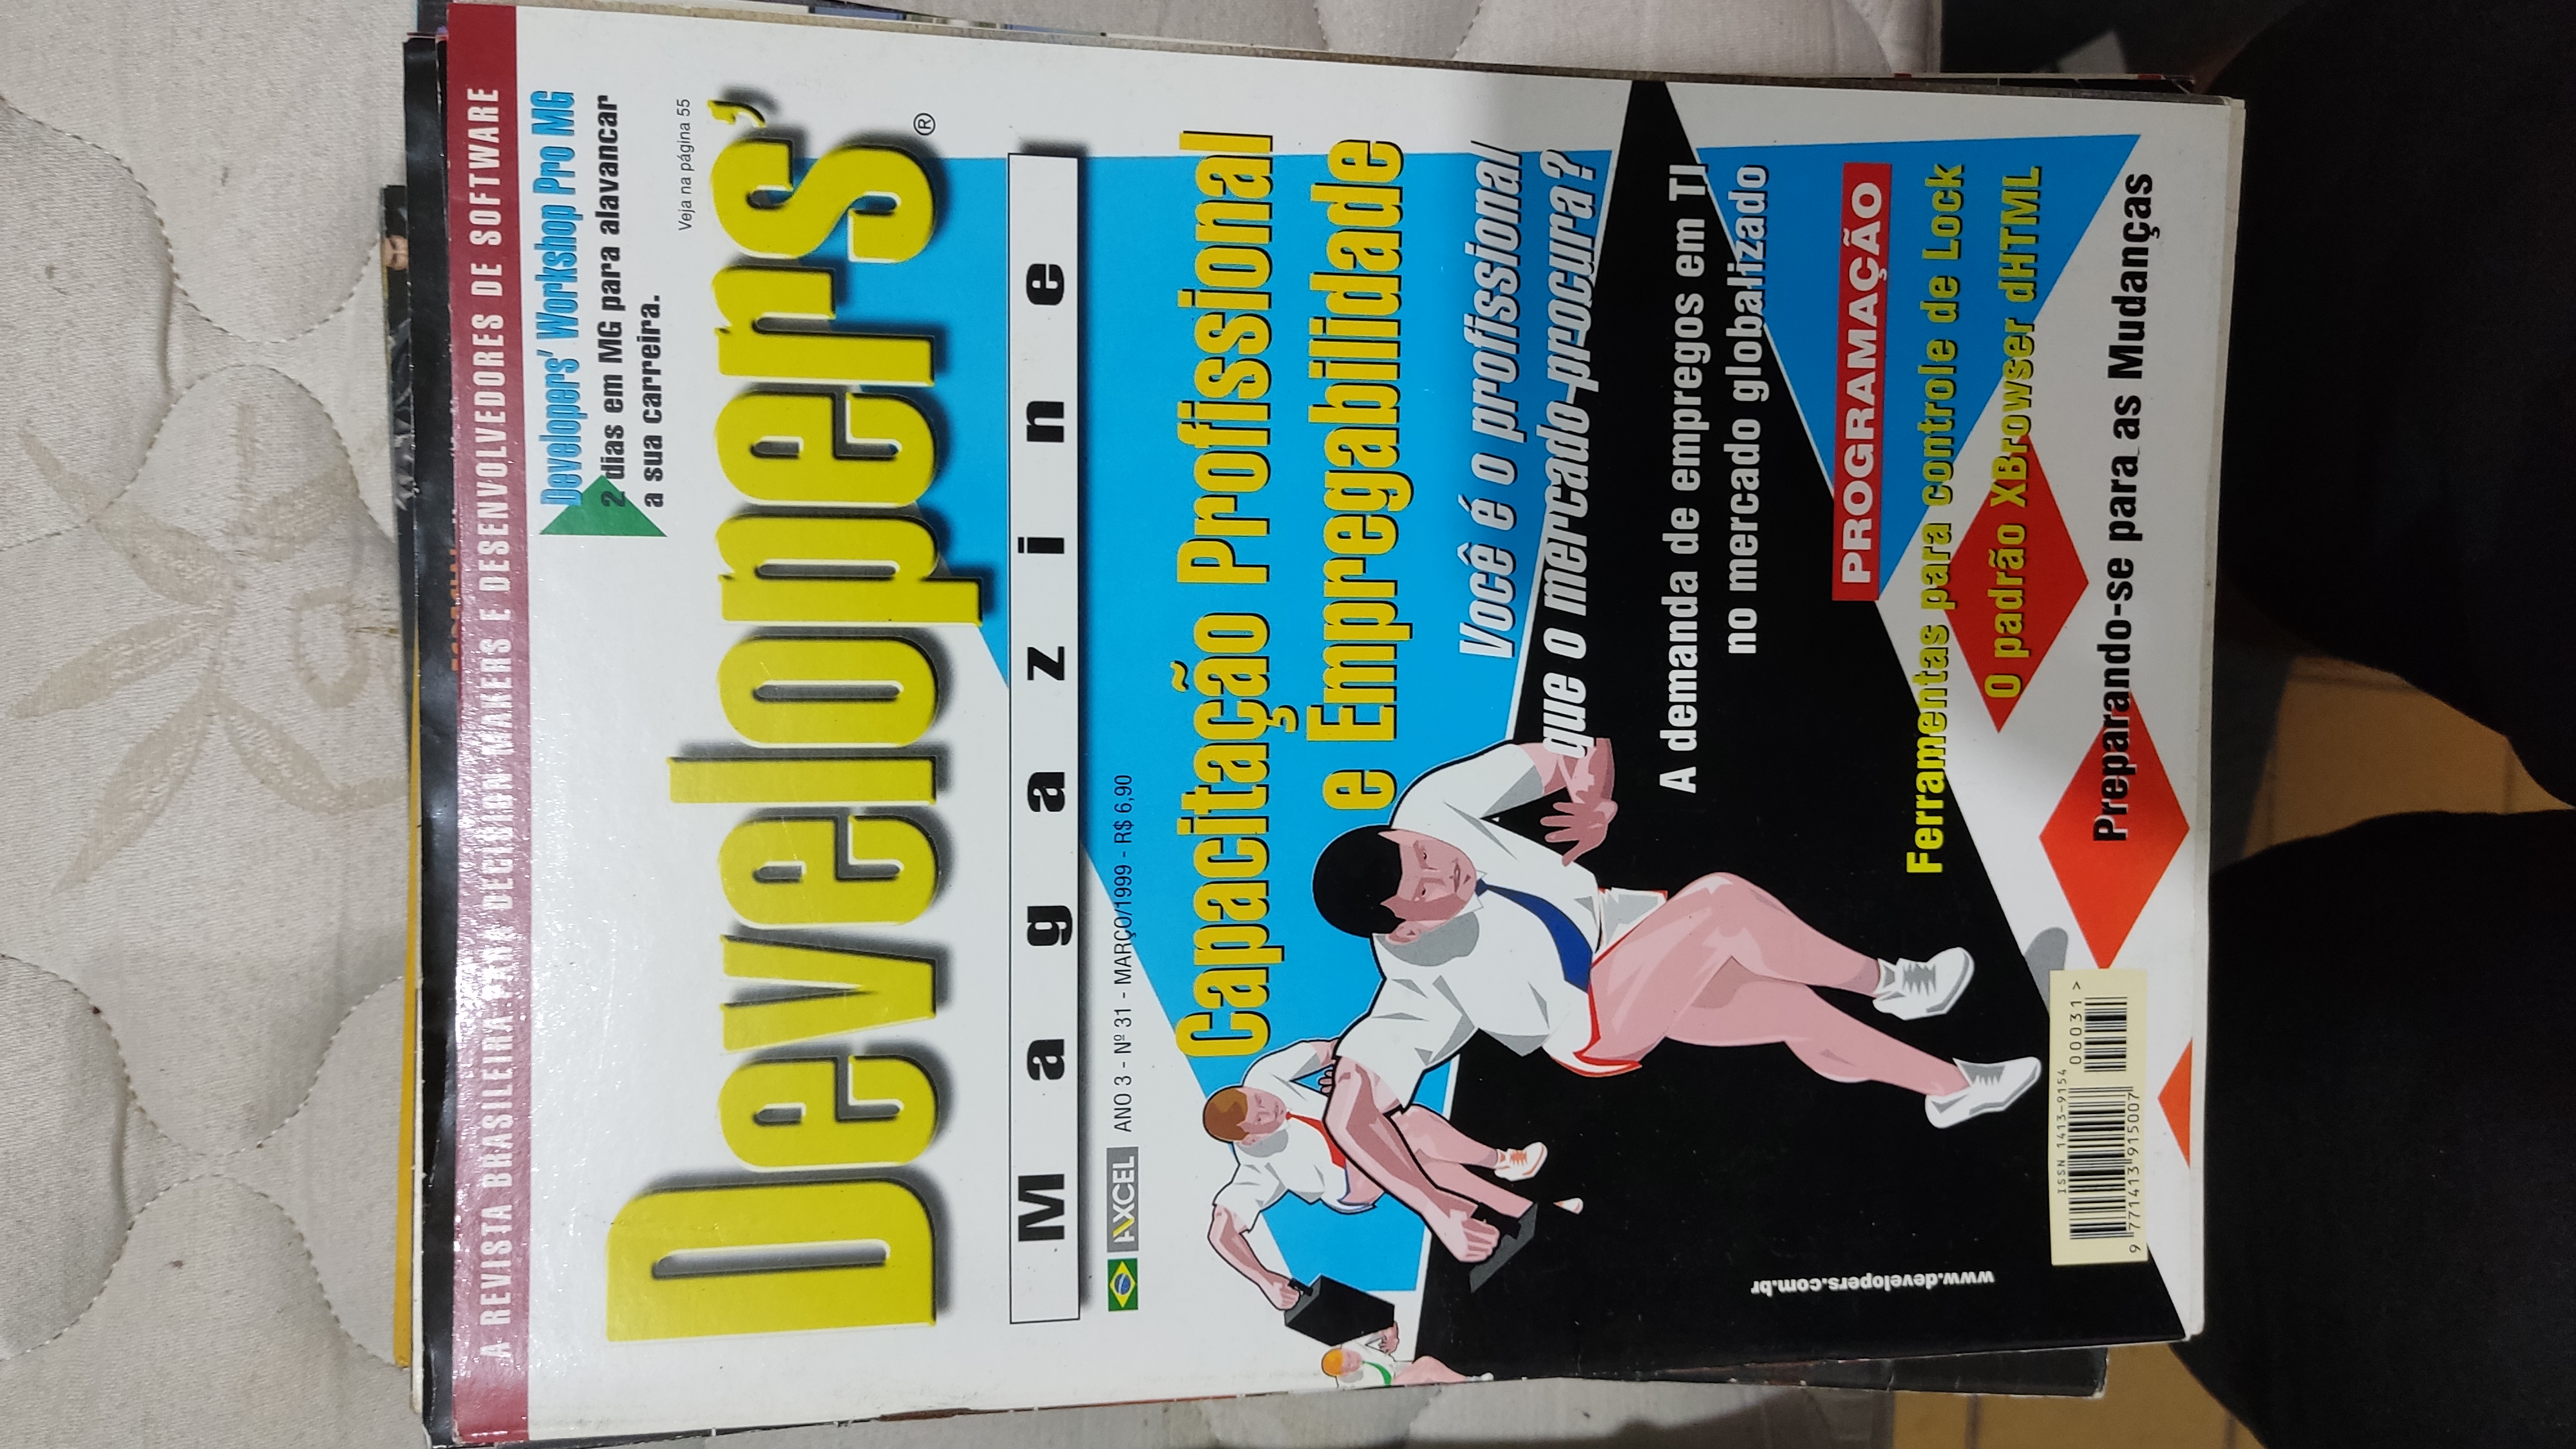 A REVISTA BRASILEIRA PARA DECISION MAKERS E DESENVOLVEDORES DE SOFTWARE
Developers' Workshop Pro MG
2 dias em MG para alavancar
a sua carreira.
Veja na página 55
Developers'
®
Magazine
AXCEL ANO 3 - Nº 31 - MARÇO/1999 - R$ 6,90
Capacitação Profissional
e Empregabilidade
Você é o profissional
que o mercado procura?
A demanda de empregos em TI
no mercado globalizado
PROGRAMAÇÃO
Ferramentas para controle de Lock
O padrão XBrowser dHTML
Preparando-se para as Mudanças
www.developers.com.br
ISSN 1413-9154
00031 >
9 771413 915007